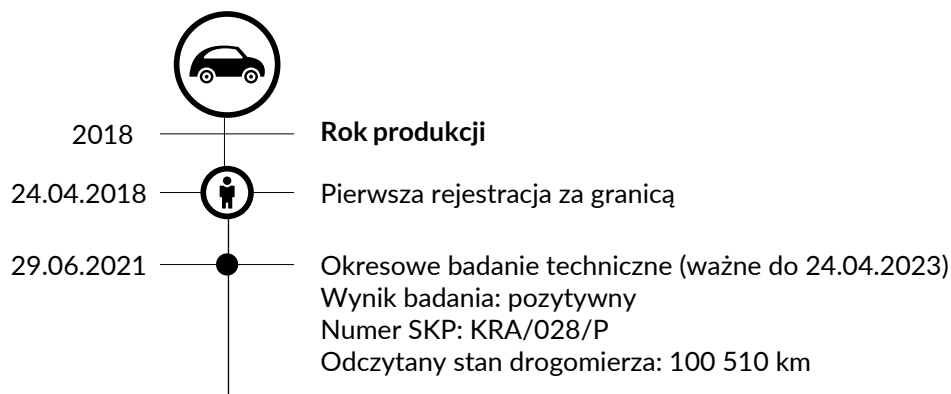 2018 Rok produkcji
24.04.2018 Pierwsza rejestracja za granicą
29.06.2021 Okresowe badanie techniczne (ważne do 24.04.2023)
Wynik badania: pozytywny
Numer SKP: KRA/028/P
Odczytany stan drogomierza: 100 510 km